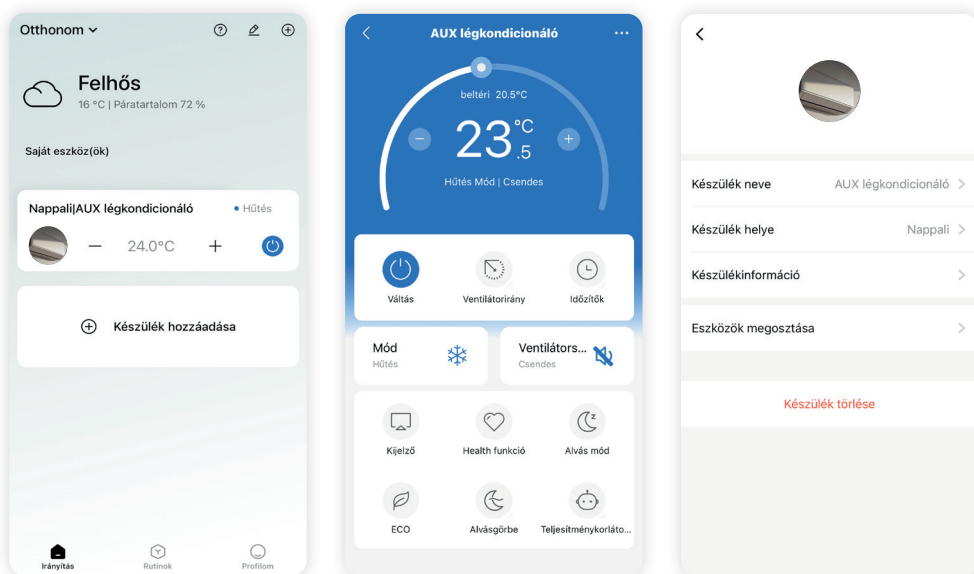 Otthonom
Felhős
16 °C | Páratartalom 72 %
Saját eszköz(ök)
Nappali|AUX légkondicionáló
Hűtés
24.0°C
Készülék hozzáadása
Irányítás
Rutinok
Profilom
AUX légkondicionáló
beltéri 20.5°C
23.5 °C
Hűtés Mód | Csendes
Váltás
Ventilátorirány
Időzítők
Mód
Hűtés
Ventilátors...
Csendes
Kijelző
Health funkció
Alvás mód
ECO
Alvásgörbe
Teljesítménykorláto...
Készülék neve
AUX légkondicionáló
Készülék helye
Nappali
Készülékinformáció
Eszközök megosztása
Készülék törlése